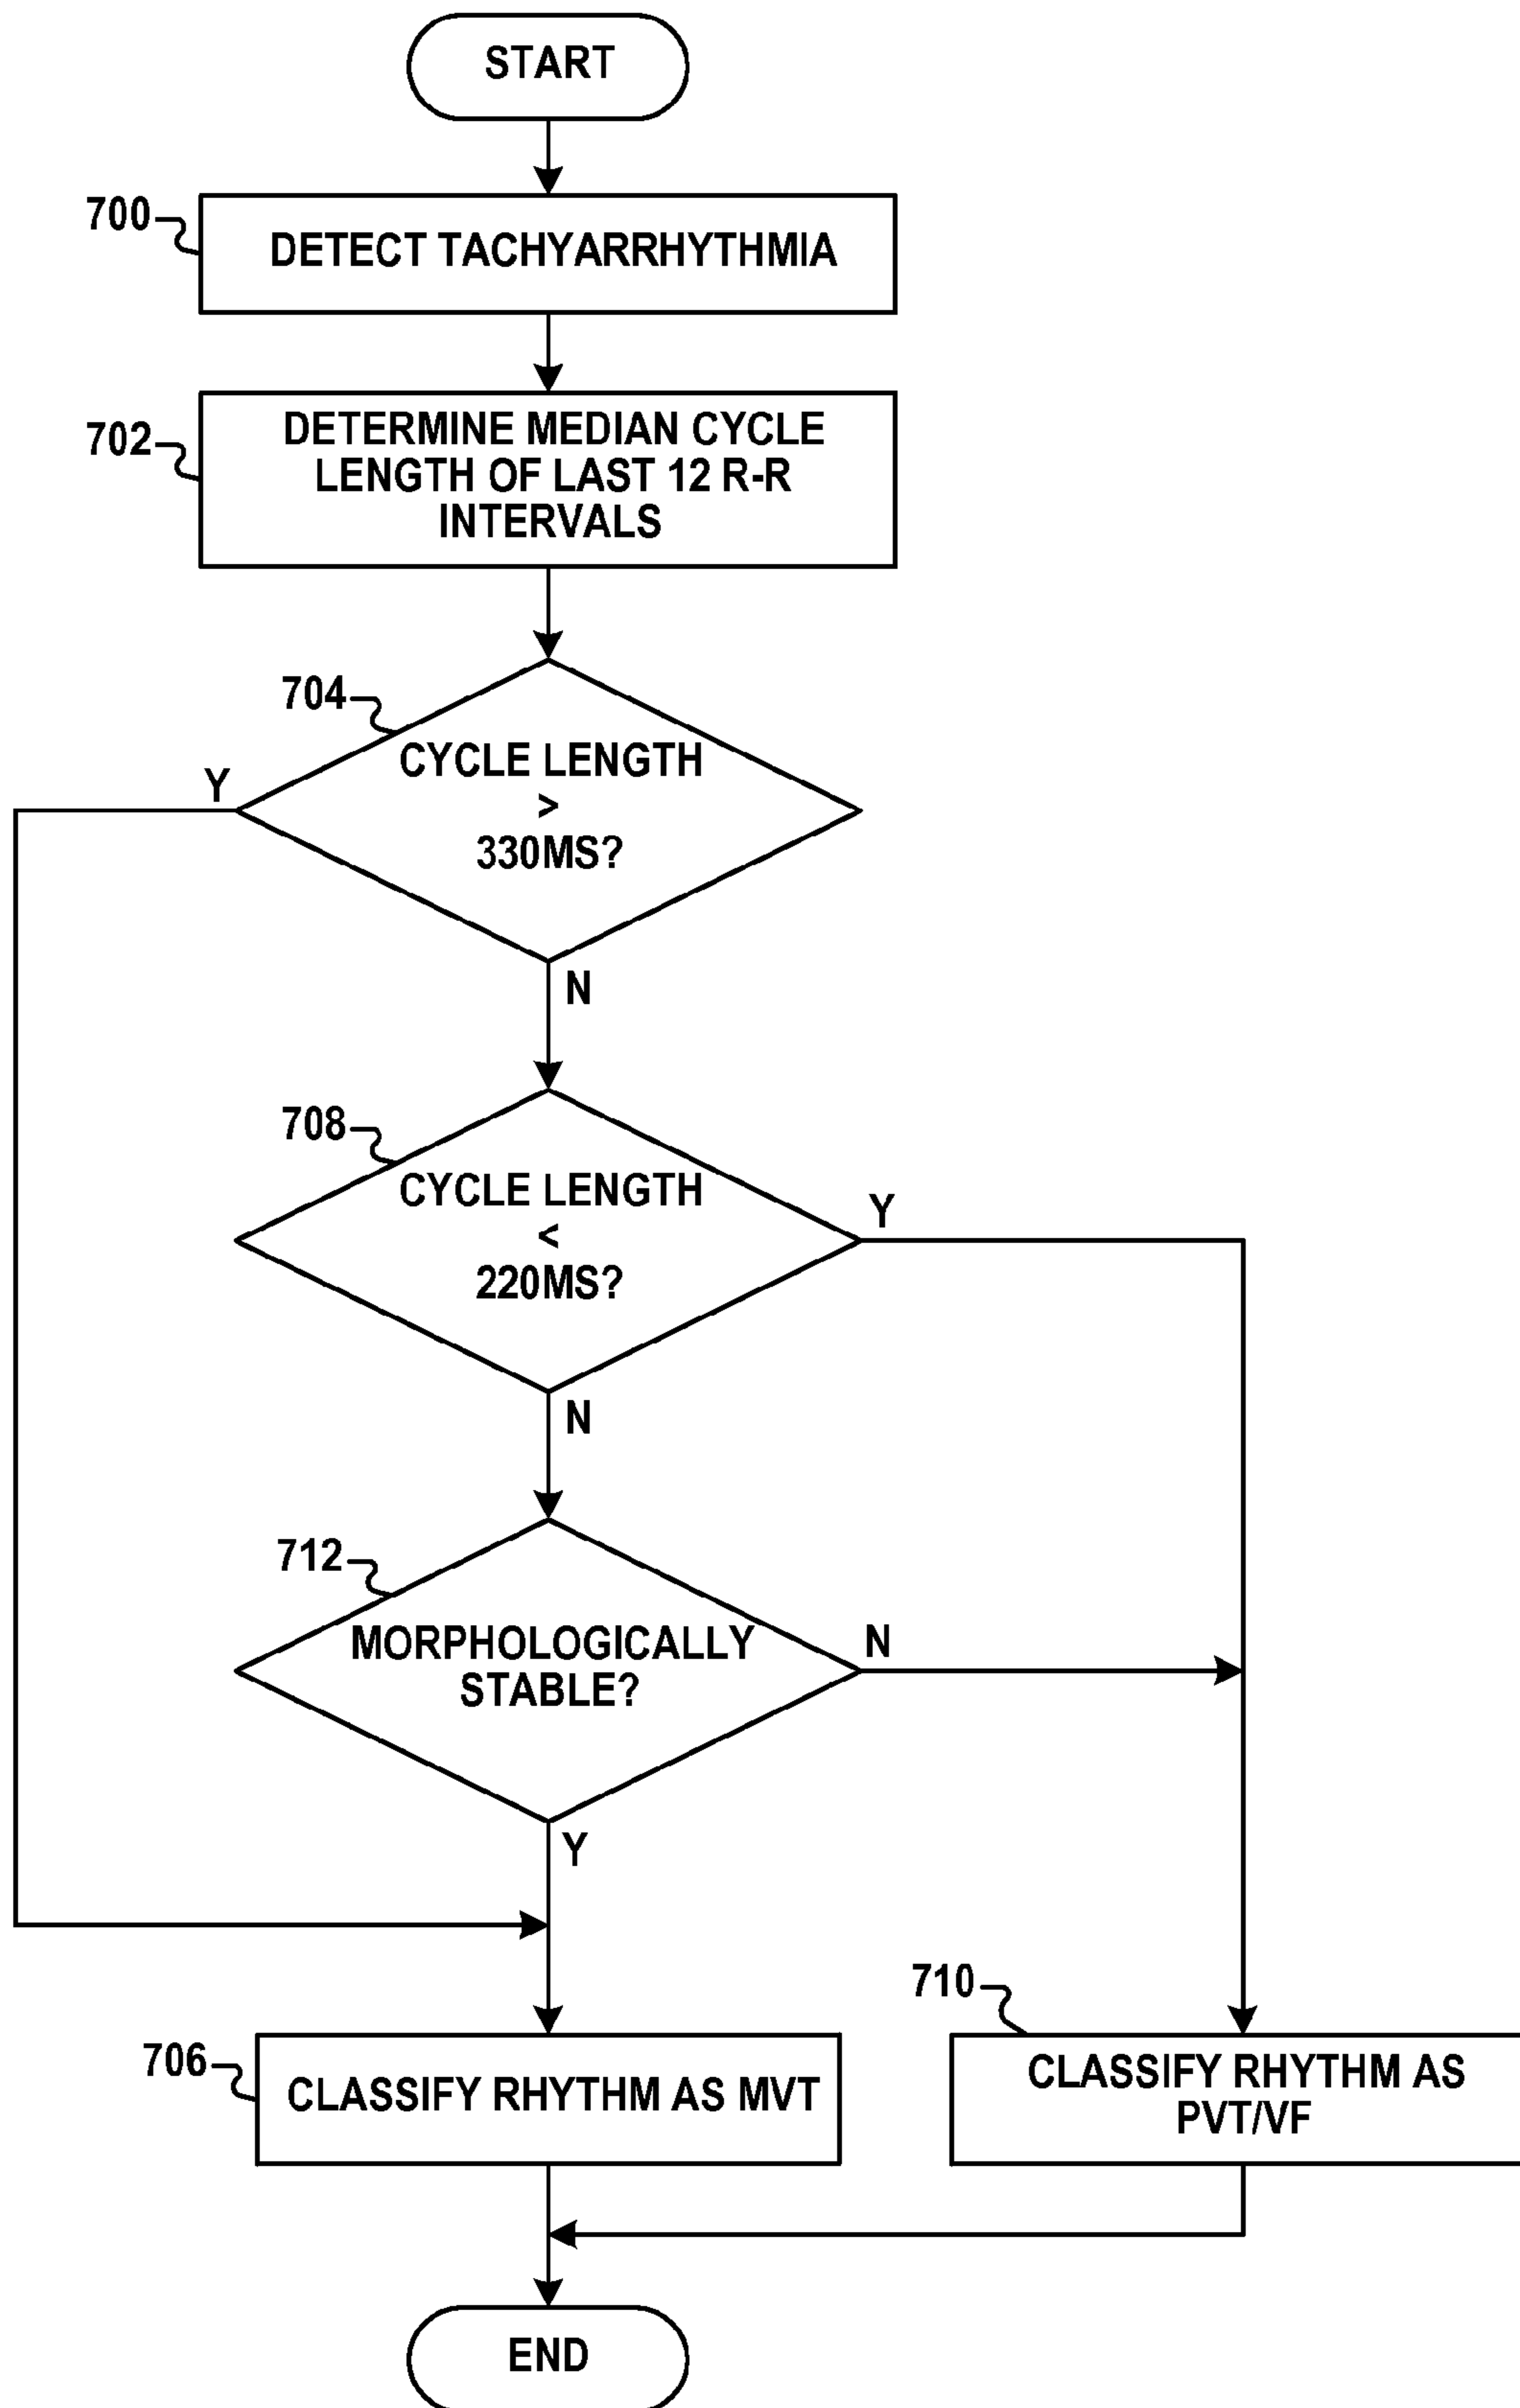 START
700
DETECT TACHYARRHYTHMIA
702
DETERMINE MEDIAN CYCLE
LENGTH OF LAST 12 R-R
INTERVALS
704
CYCLE LENGTH
>
330MS?
Y
N
708
CYCLE LENGTH
<
220MS?
Y
N
712
MORPHOLOGICALLY
STABLE?
N
Y
706
CLASSIFY RHYTHM AS MVT
710
CLASSIFY RHYTHM AS
PVT/VF
END